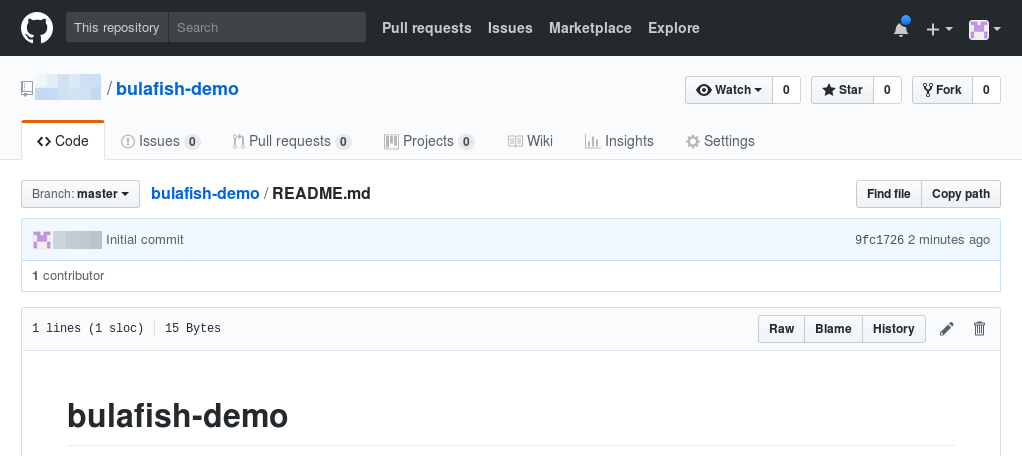 This repository Search Pull requests Issues Marketplace Explore
/ bulafish-demo Watch 0 Star 0 Fork 0
Code Issues 0 Pull requests 0 Projects 0 Wiki Insights Settings
Branch: master bulafish-demo / README.md Find file Copy path
Initial commit 9fc1726 2 minutes ago
1 contributor
1 lines (1 sloc) 15 Bytes Raw Blame History
bulafish-demo